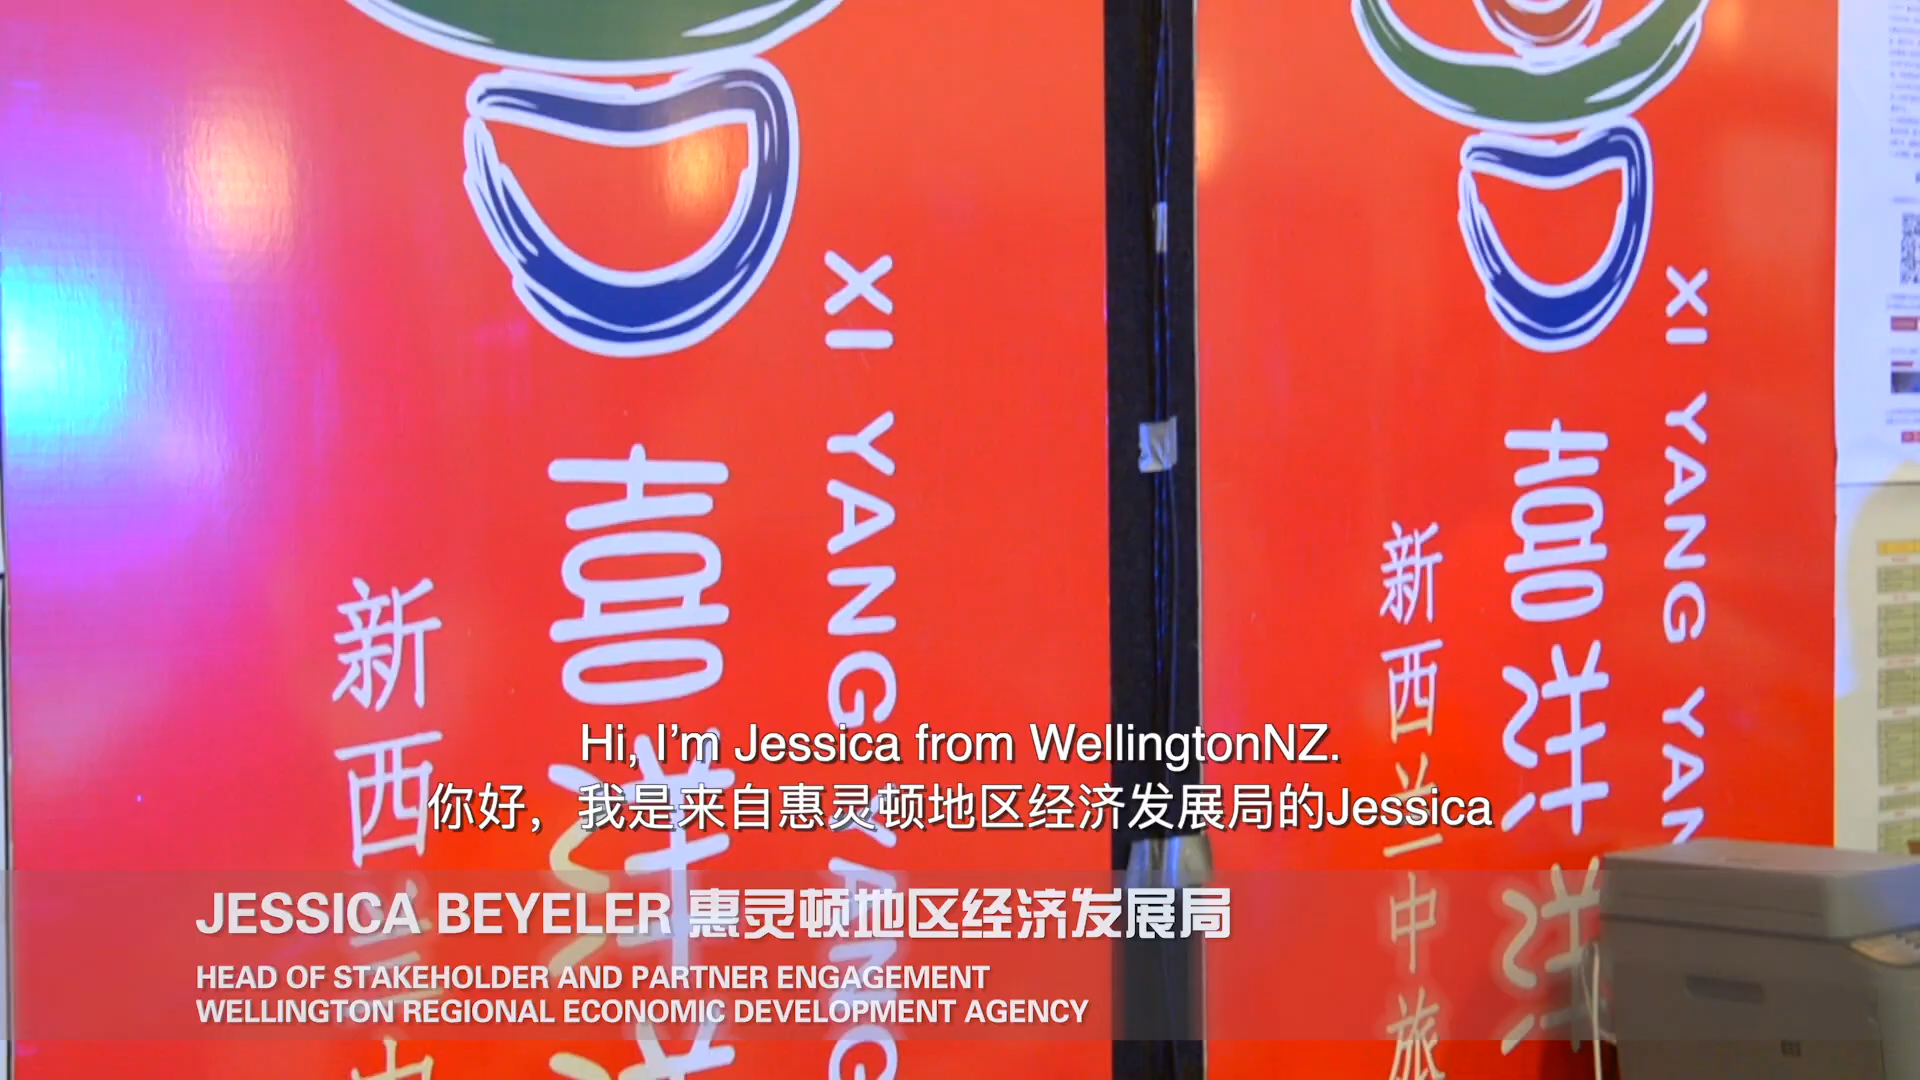 XI YANG YANG
喜洋
新西兰中
XI YANG YAN
喜洋洋
新西兰中旅
Hi, I'm Jessica from WellingtonNZ.
你好，我是来自惠灵顿地区经济发展局的Jessica
JESSICA BEYELER 惠灵顿地区经济发展局
HEAD OF STAKEHOLDER AND PARTNER ENGAGEMENT
WELLINGTON REGIONAL ECONOMIC DEVELOPMENT AGENCY